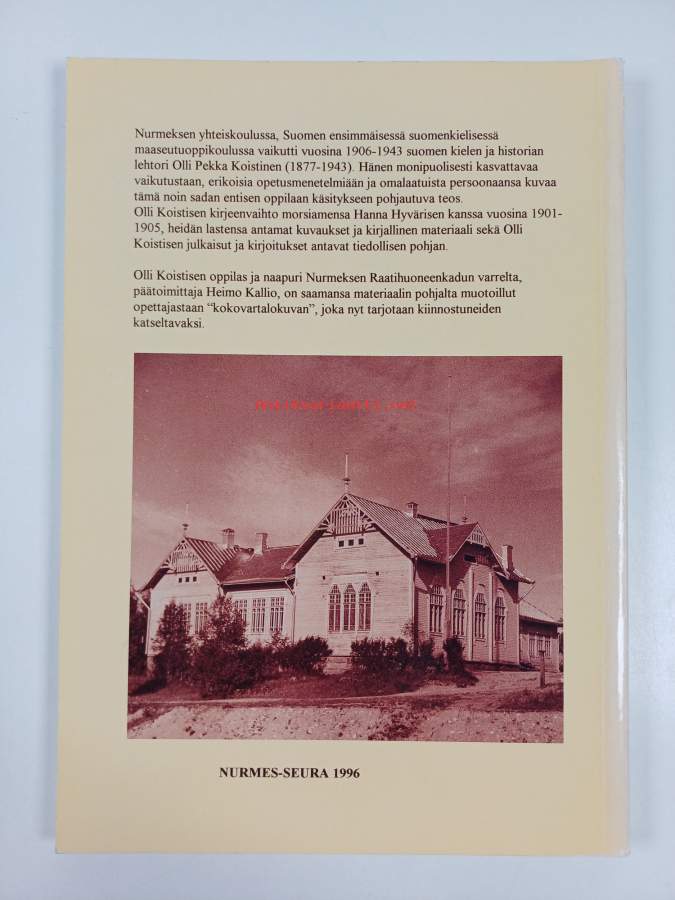 Nurmeksen yhteiskoulussa, Suomen ensimmäisessä suomenkielisessä
maaseutuoppikoulussa vaikutti vuosina 1906-1943 suomen kielen ja historian
lehtori Olli Pekka Koistinen (1877-1943). Hänen monipuolisesti kasvattavaa
vaikutustaan, erikoisia opetusmenetelmiään ja omalaatuista persoonaansa kuvaa
tämä noin sadan entisen oppilaan käsitykseen pohjautuva teos.
Olli Koistisen kirjeenvaihto morsiamensa Hanna Hyvärisen kanssa vuosina 1901-
1905, heidän lastensa antamat kuvaukset ja kirjallinen materiaali sekä Olli
Koistisen julkaisut ja kirjoitukset antavat tiedollisen pohjan.
Olli Koistisen oppilas ja naapuri Nurmeksen Raatihuoneenkadun varrelta,
päätoimittaja Heimo Kallio, on saamansa materiaalin pohjalta muotoillut
opettajastaan “kokovartalokuvan”, joka nyt tarjotaan kiinnostuneiden
katseltavaksi.
NURMES-SEURA 1996